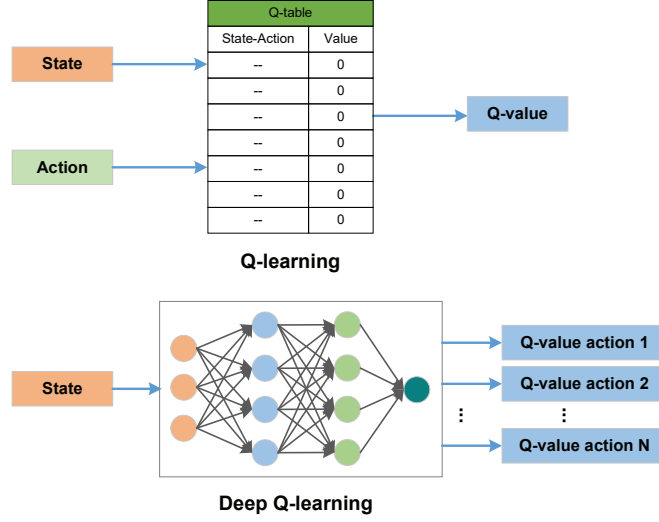 Q-table
State-Action Value
State
-- 0
-- 0
-- 0
Q-value
-- 0
Action
-- 0
-- 0
-- 0
Q-learning
Q-value action 1
State
Q-value action 2
⋮ ⋮
Q-value action N
Deep Q-learning